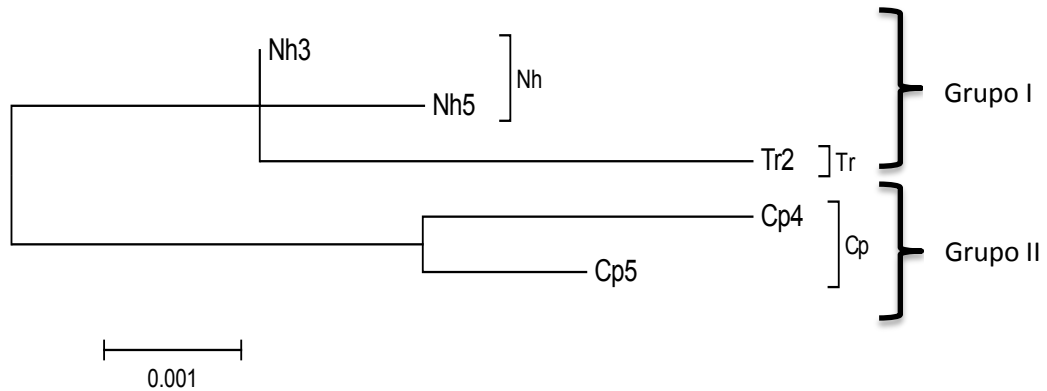 Nh3
Nh
Nh5
Grupo I
Tr2
Tr
Cp4
Cp
Cp5
Grupo II
0.001